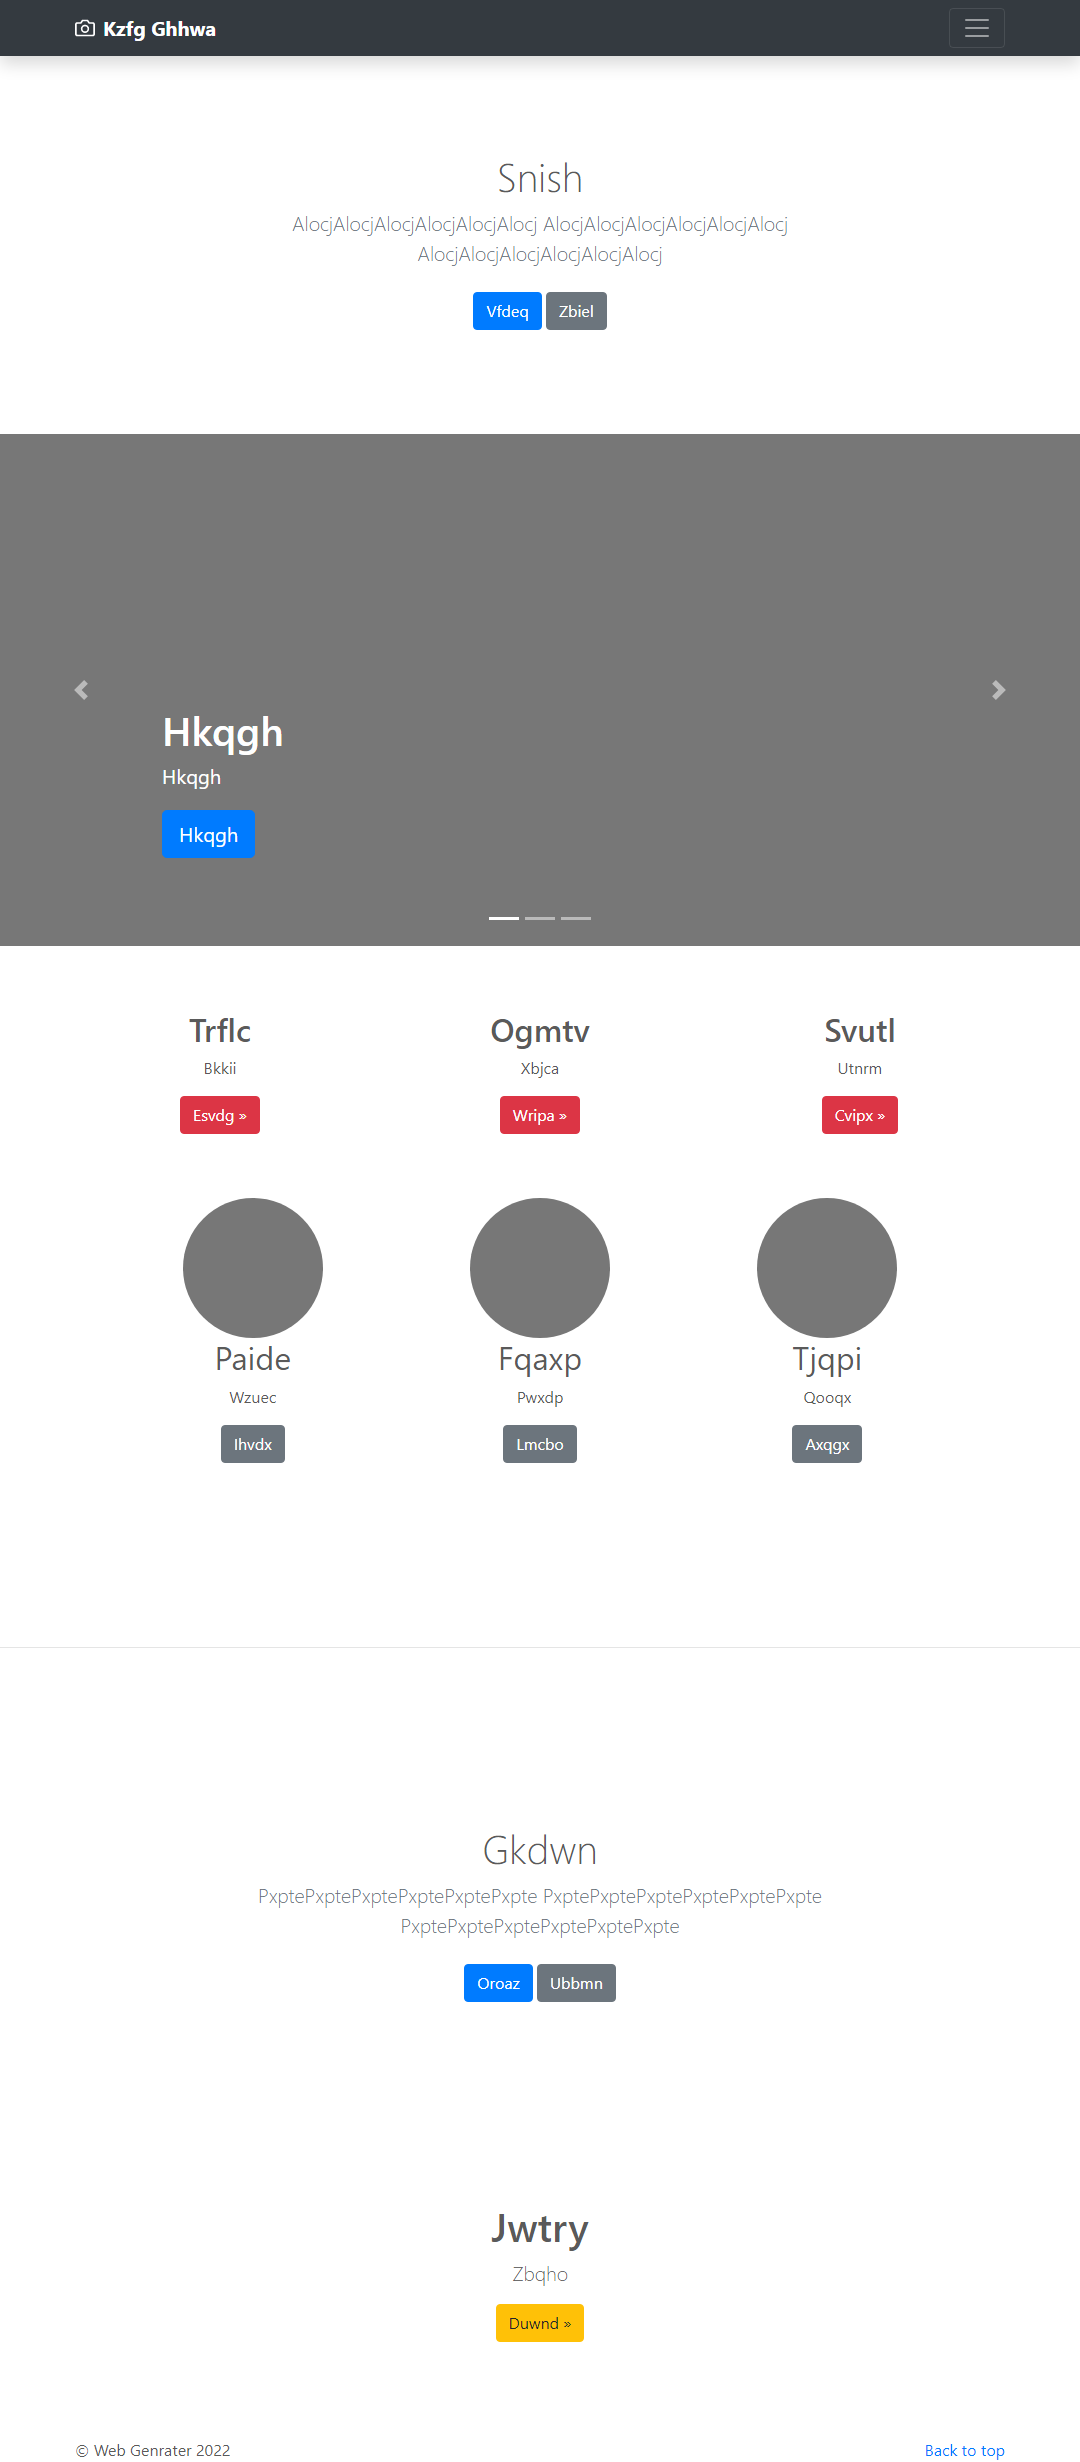 Kzfg Ghhwa
Snish
AlocjAlocjAlocjAlocjAlocjAlocj AlocjAlocjAlocjAlocjAlocjAlocj
AlocjAlocjAlocjAlocjAlocjAlocj
Vfdeq Zbiel
Hkqgh
Hkqgh
Hkqgh
Trflc Ogmtv Svutl
Bkkii Xbjca Utnrm
Esvdg » Wripa » Cvipx »
Paide Fqaxp Tjqpi
Wzuec Pwxdp Qooqx
Ihvdx Lmcbo Axqgx
Gkdwn
PxptePxptePxptePxptePxptePxpte PxptePxptePxptePxptePxptePxpte
PxptePxptePxptePxptePxptePxpte
Oroaz Ubbmn
Jwtry
Zbqho
Duwnd »
© Web Genrater 2022 Back to top